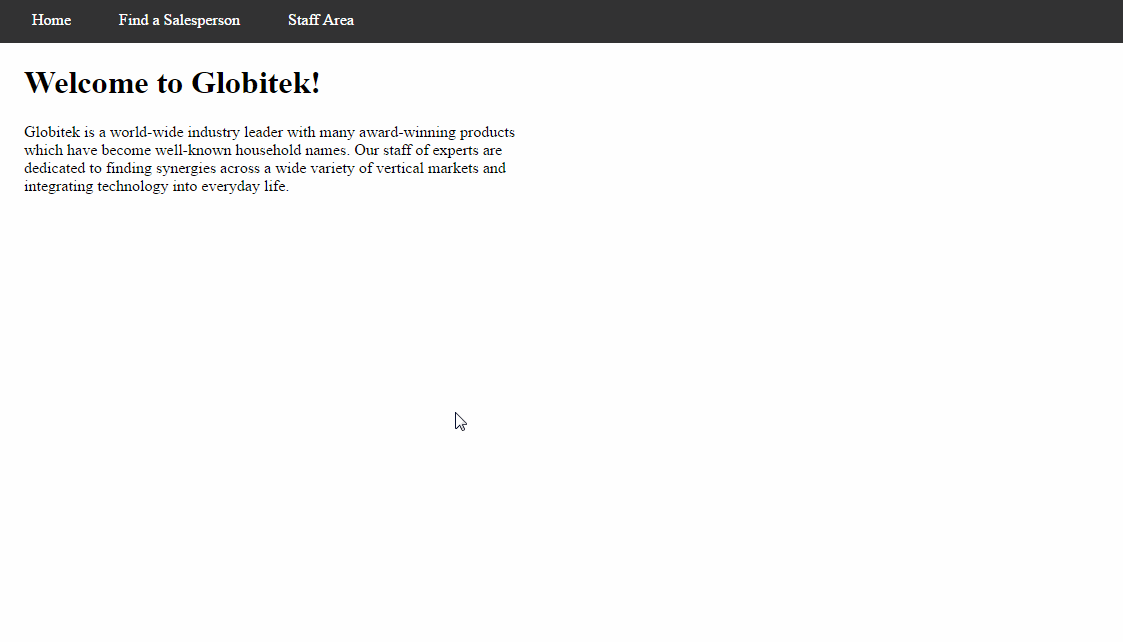 Home Find a Salesperson Staff Area
Welcome to Globitek!
Globitek is a world-wide industry leader with many award-winning products
which have become well-known household names. Our staff of experts are
dedicated to finding synergies across a wide variety of vertical markets and
integrating technology into everyday life.